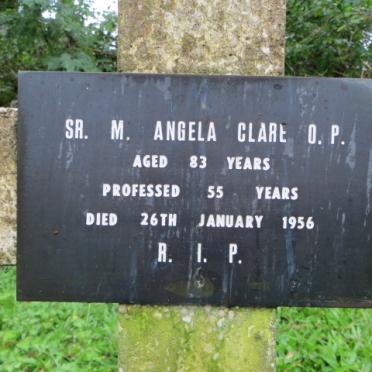 SR. M. ANGELA CLARE O.P.
AGED 83 YEARS
PROFESSED 55 YEARS
DIED 26TH JANUARY 1956
R. I. P.